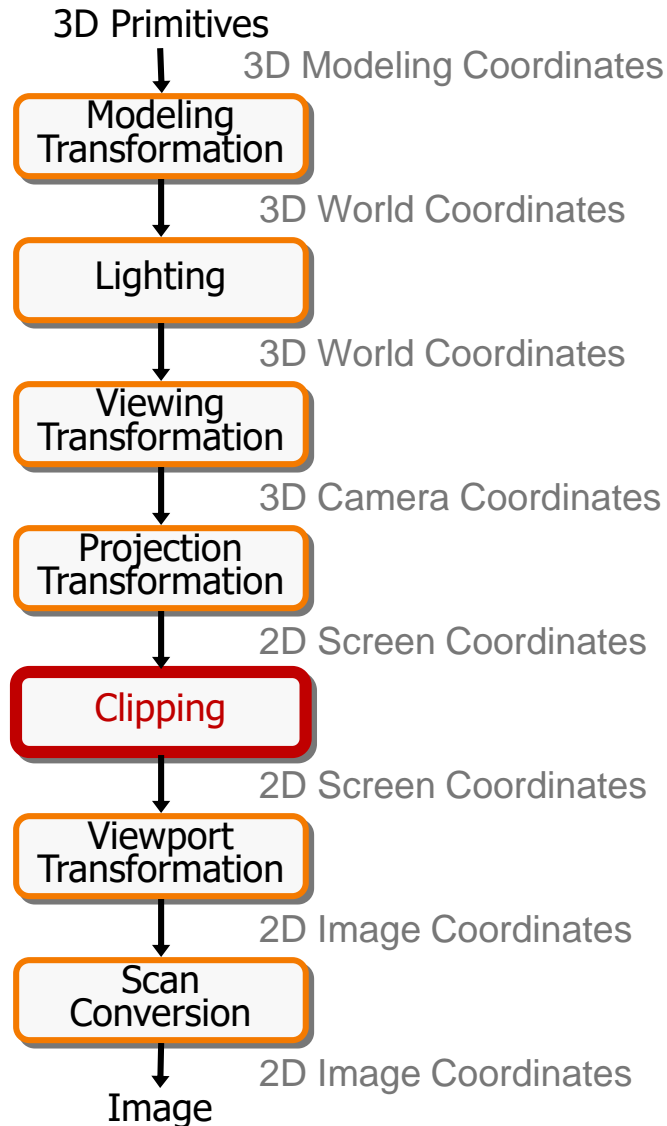 3D Primitives
3D Modeling Coordinates
Modeling
Transformation
3D World Coordinates
Lighting
3D World Coordinates
Viewing
Transformation
3D Camera Coordinates
Projection
Transformation
2D Screen Coordinates
Clipping
2D Screen Coordinates
Viewport
Transformation
2D Image Coordinates
Scan
Conversion
2D Image Coordinates
Image